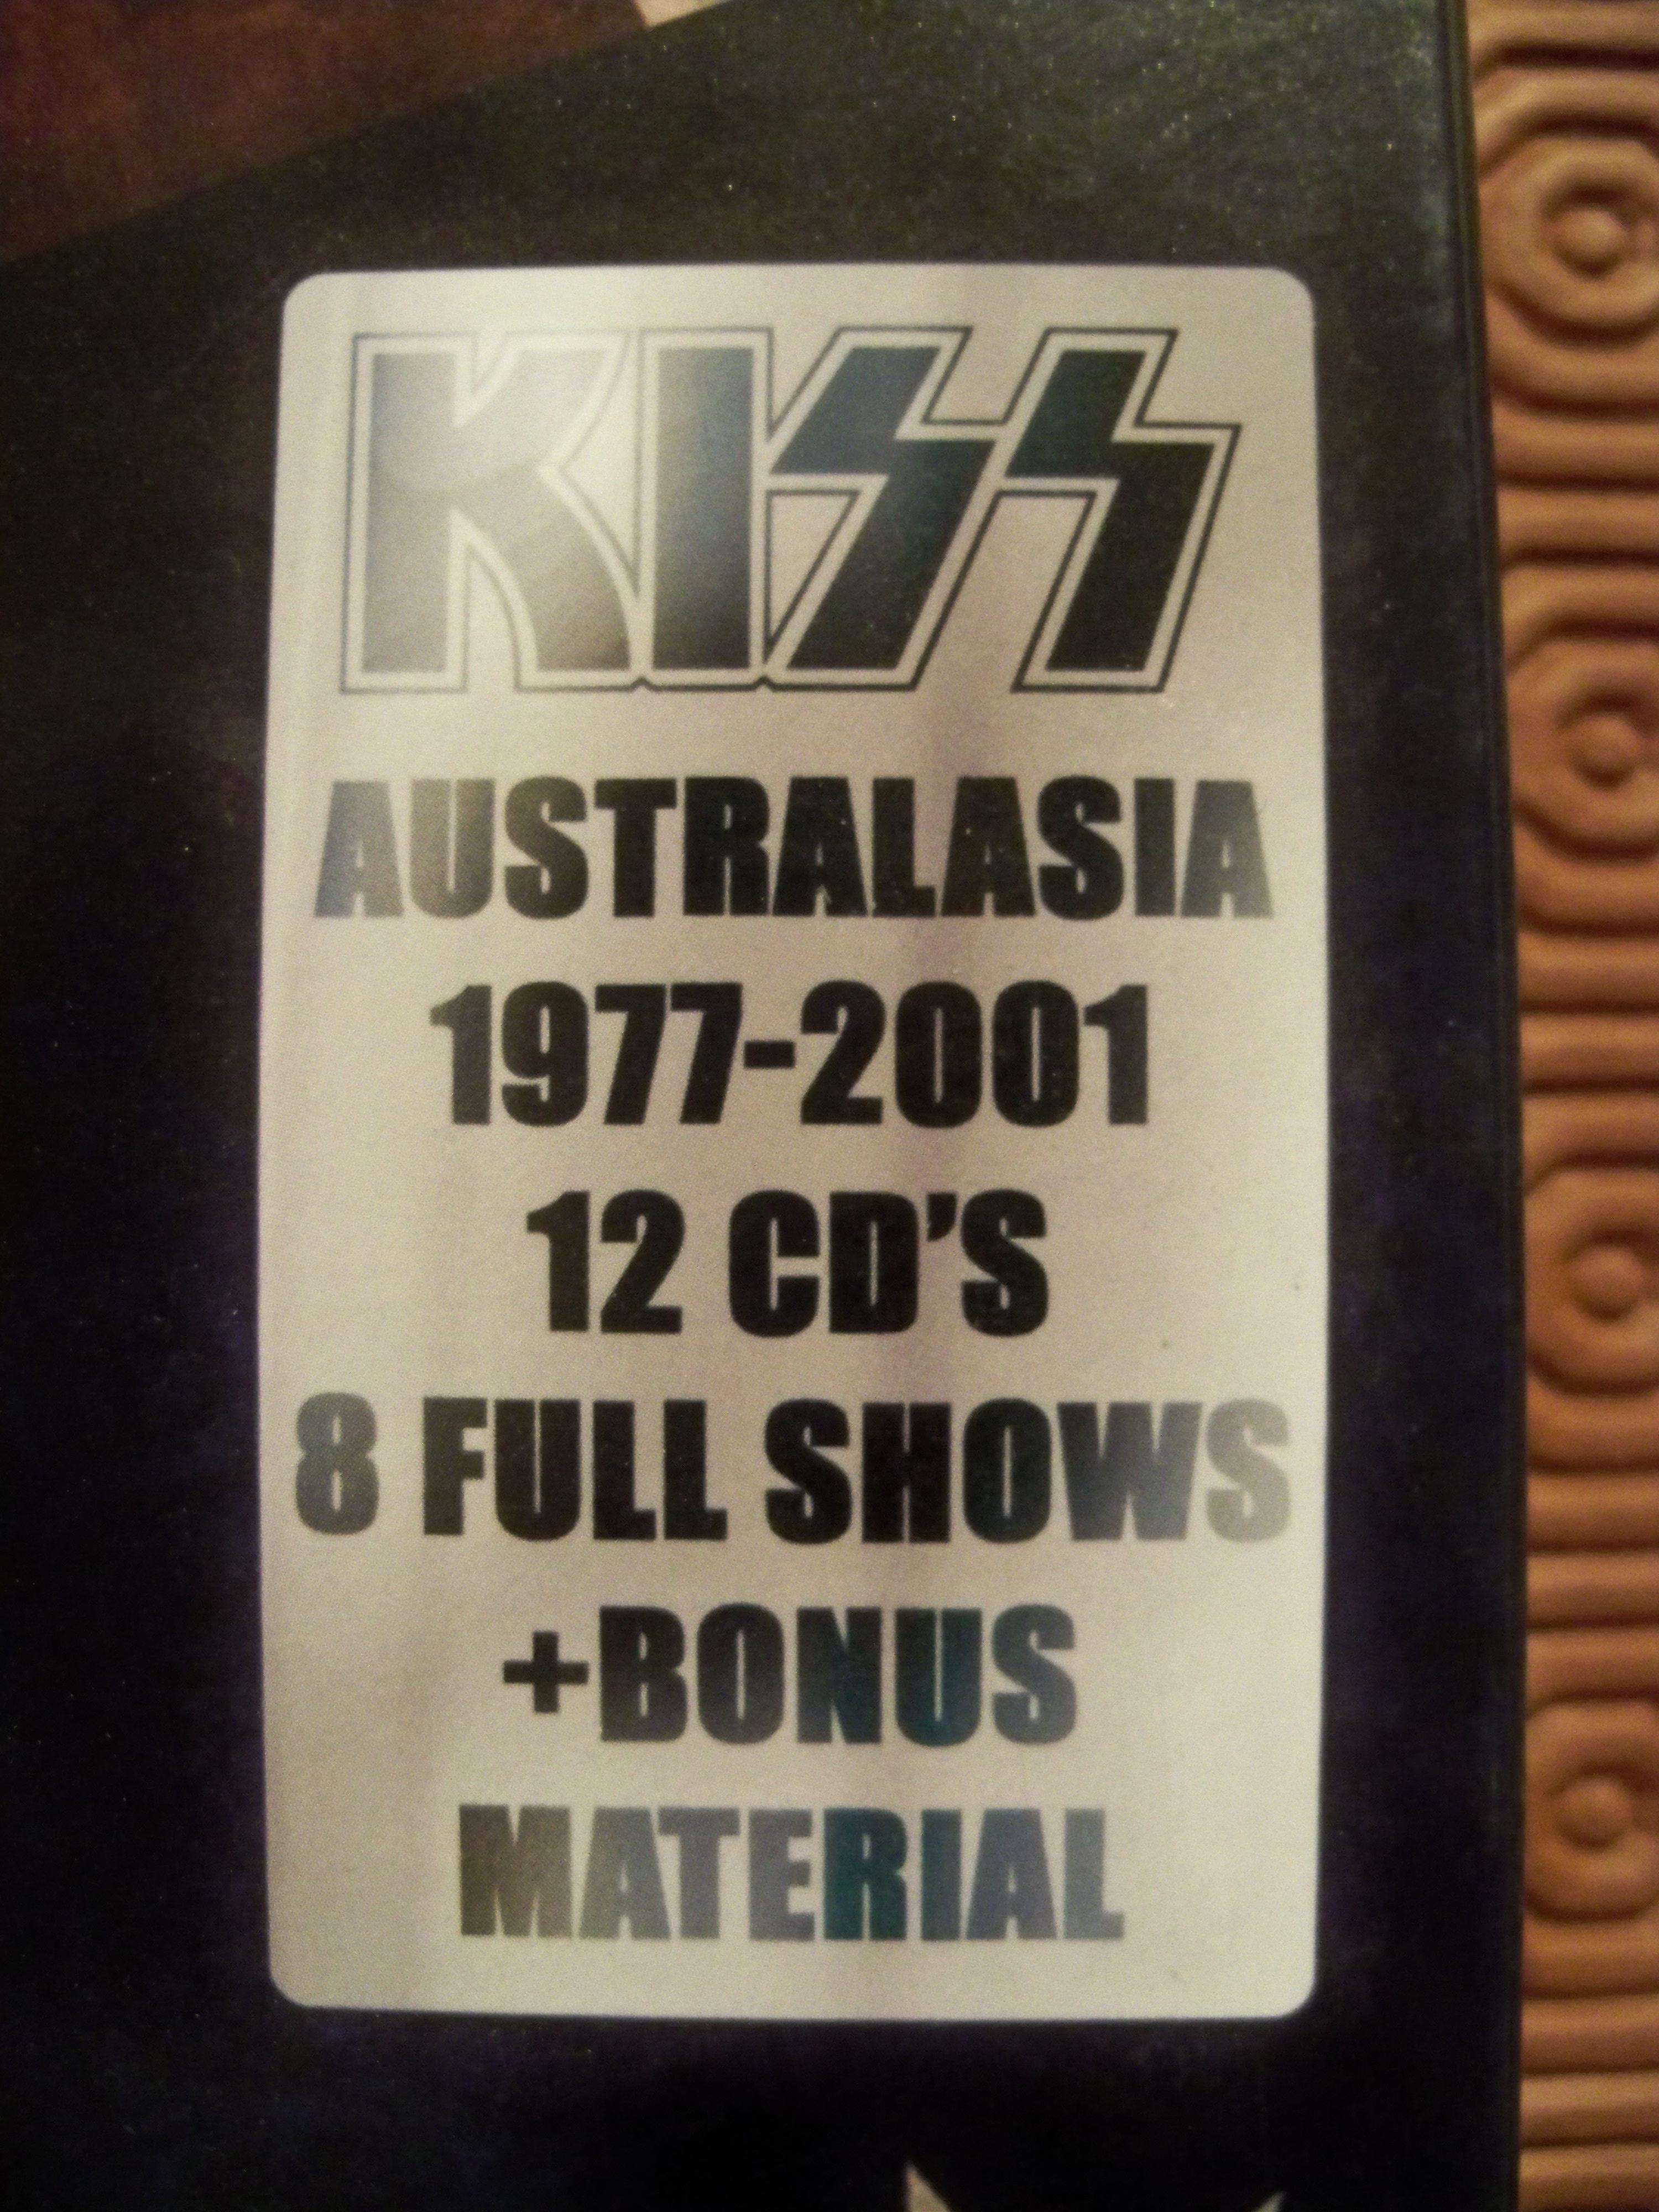 KISS
AUSTRALASIA
1977-2001
12 CD'S
8 FULL SHOWS
+BONUS
MATERIAL